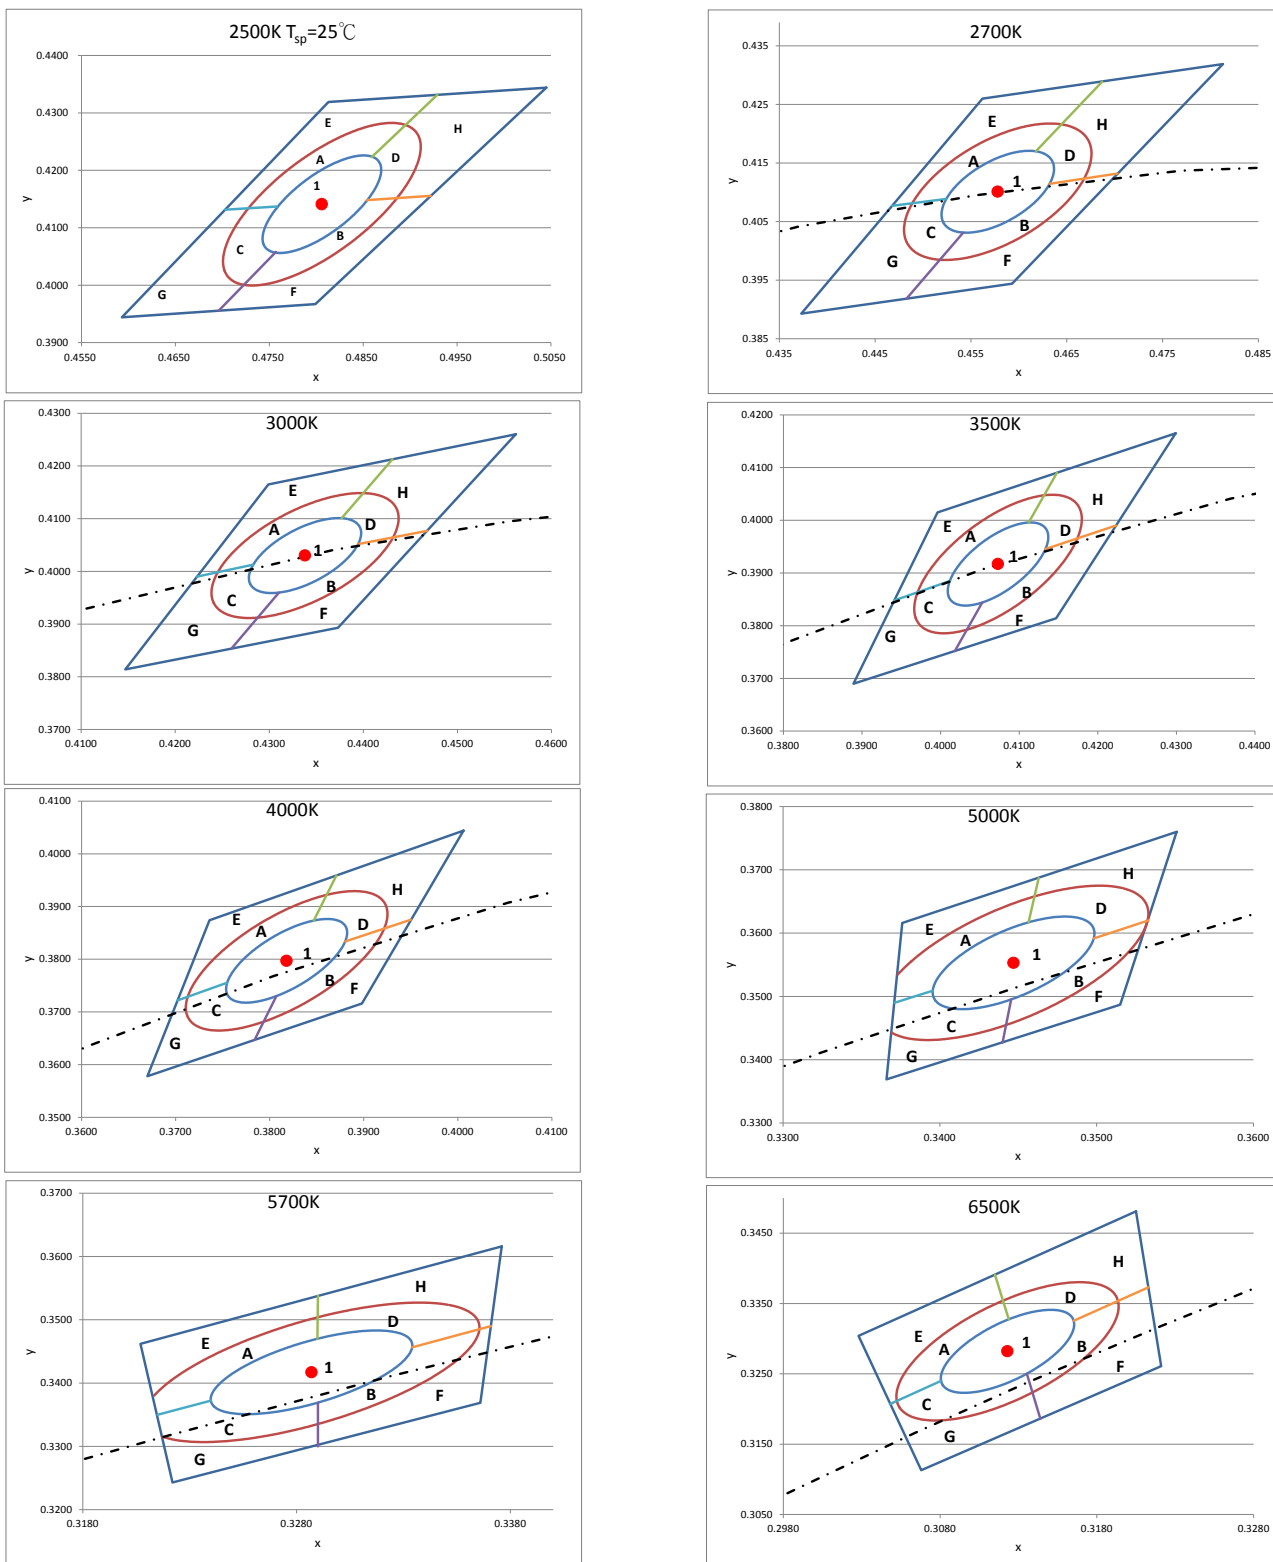 2500K Tsp=25℃
0.4400
0.4300
0.4200
0.4100
0.4000
0.3900
y
E
H
A
D
1
C
B
G
F
0.4550 0.4650 0.4750 0.4850 0.4950 0.5050
x
2700K
0.435
0.425
0.415
0.405
0.395
0.385
y
E
H
A
D
1
C
B
G
F
0.435 0.445 0.455 0.465 0.475 0.485
x
3000K
0.4300
0.4200
0.4100
0.4000
0.3900
0.3800
0.3700
y
E
H
A
D
1
B
C
F
G
0.4100 0.4200 0.4300 0.4400 0.4500 0.4600
x
3500K
0.4200
0.4100
0.4000
0.3900
0.3800
0.3700
0.3600
y
H
E
D
A
1
B
C
F
G
0.3800 0.3900 0.4000 0.4100 0.4200 0.4300 0.4400
x
4000K
0.4100
0.4000
0.3900
0.3800
0.3700
0.3600
0.3500
y
H
E
D
A
1
B
F
C
G
0.3600 0.3700 0.3800 0.3900 0.4000 0.4100
x
5000K
0.3800
0.3700
0.3600
0.3500
0.3400
0.3300
y
H
D
E
A
1
B
F
C
G
0.3300 0.3400 0.3500 0.3600
x
5700K
0.3700
0.3600
0.3500
0.3400
0.3300
0.3200
y
H
D
E
A
1
B
F
C
G
0.3180 0.3280 0.3380
x
6500K
0.3450
0.3350
0.3250
0.3150
0.3050
y
H
D
E
1
A
B
F
C
G
0.2980 0.3080 0.3180 0.3280
x